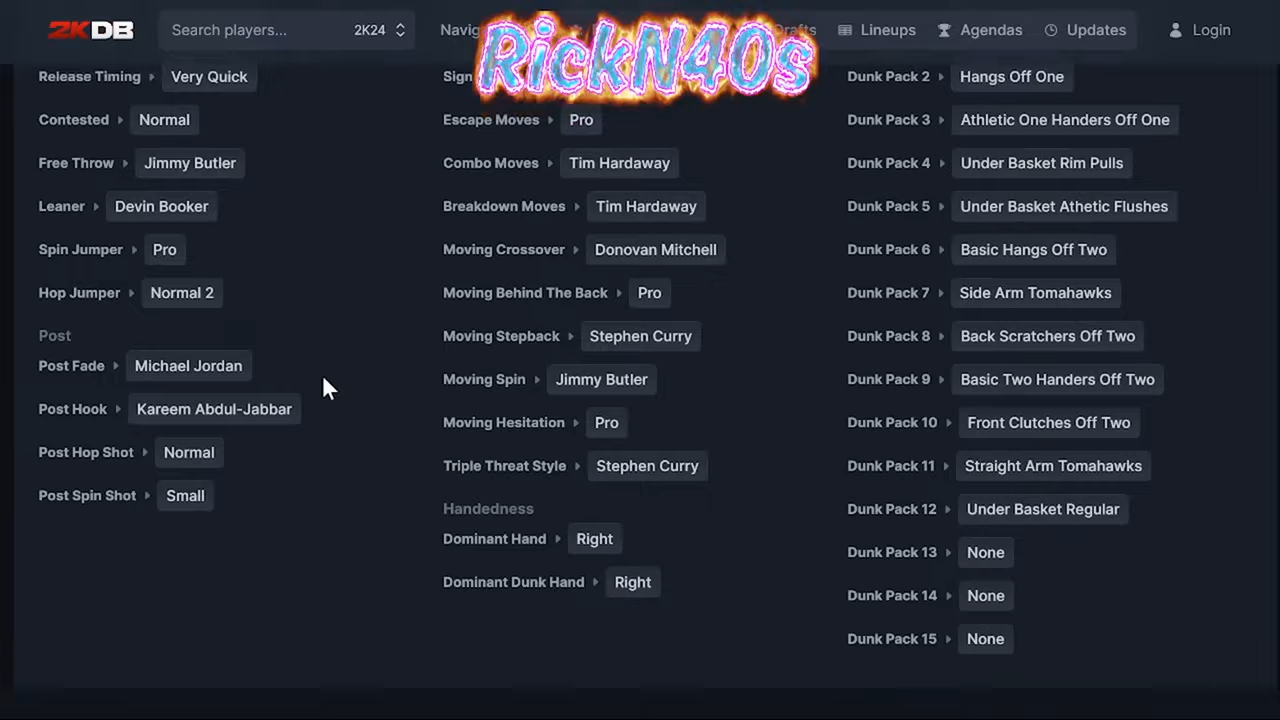 2KDB
Search players...
2K24
Navig
Drafts
Lineups
Agendas
Updates
Login
RickN40s
Release Timing
Very Quick
Contested
Normal
Free Throw
Jimmy Butler
Leaner
Devin Booker
Spin Jumper
Pro
Hop Jumper
Normal 2
Post
Post Fade
Michael Jordan
Post Hook
Kareem Abdul-Jabbar
Post Hop Shot
Normal
Post Spin Shot
Small
Sign
Escape Moves
Pro
Combo Moves
Tim Hardaway
Breakdown Moves
Tim Hardaway
Moving Crossover
Donovan Mitchell
Moving Behind The Back
Pro
Moving Stepback
Stephen Curry
Moving Spin
Jimmy Butler
Moving Hesitation
Pro
Triple Threat Style
Stephen Curry
Handedness
Dominant Hand
Right
Dominant Dunk Hand
Right
Dunk Pack 2
Hangs Off One
Dunk Pack 3
Athletic One Handers Off One
Dunk Pack 4
Under Basket Rim Pulls
Dunk Pack 5
Under Basket Athetic Flushes
Dunk Pack 6
Basic Hangs Off Two
Dunk Pack 7
Side Arm Tomahawks
Dunk Pack 8
Back Scratchers Off Two
Dunk Pack 9
Basic Two Handers Off Two
Dunk Pack 10
Front Clutches Off Two
Dunk Pack 11
Straight Arm Tomahawks
Dunk Pack 12
Under Basket Regular
Dunk Pack 13
None
Dunk Pack 14
None
Dunk Pack 15
None